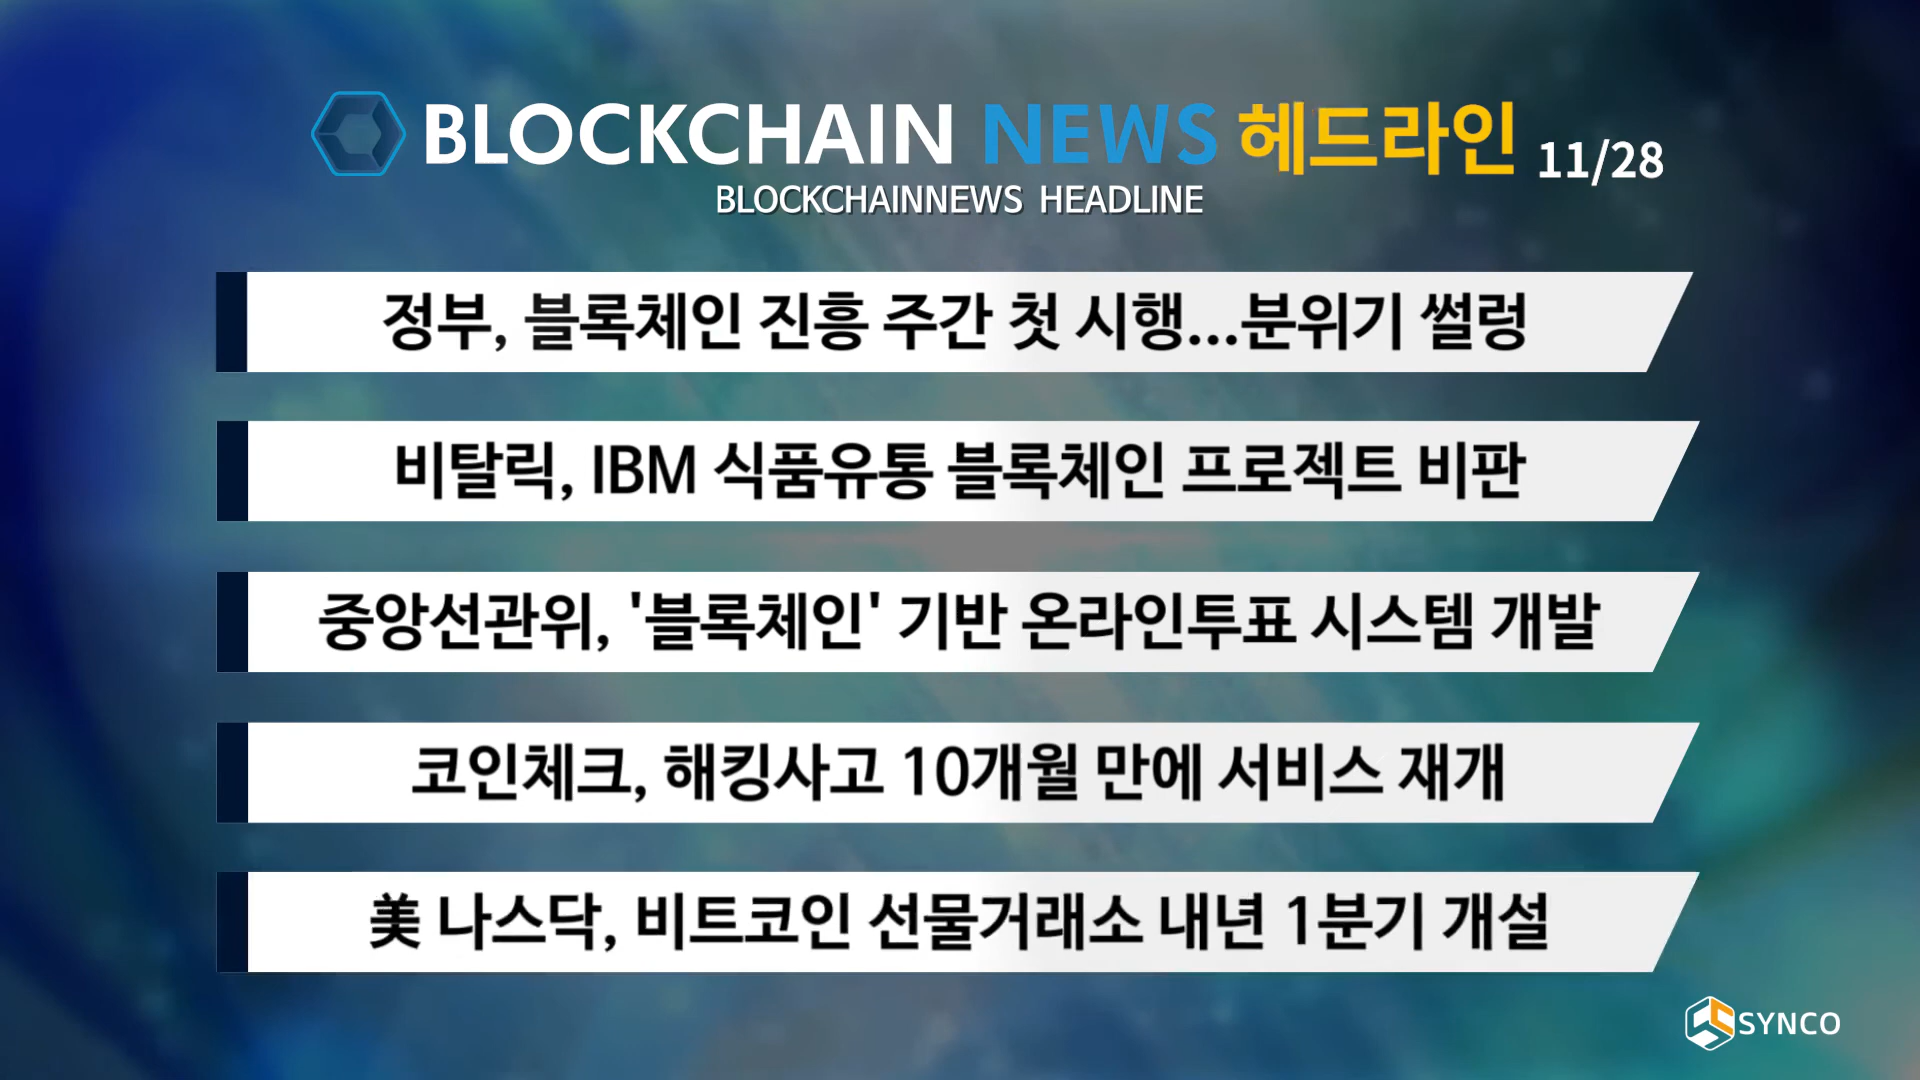 BLOCKCHAIN NEWS 헤드라인 11/28
BLOCKCHAINNEWS HEADLINE
정부, 블록체인 진흥 주간 첫 시행...분위기 썰렁
비탈릭, IBM 식품유통 블록체인 프로젝트 비판
중앙선관위, '블록체인' 기반 온라인투표 시스템 개발
코인체크, 해킹사고 10개월 만에 서비스 재개
美 나스닥, 비트코인 선물거래소 내년 1분기 개설
SYNCO